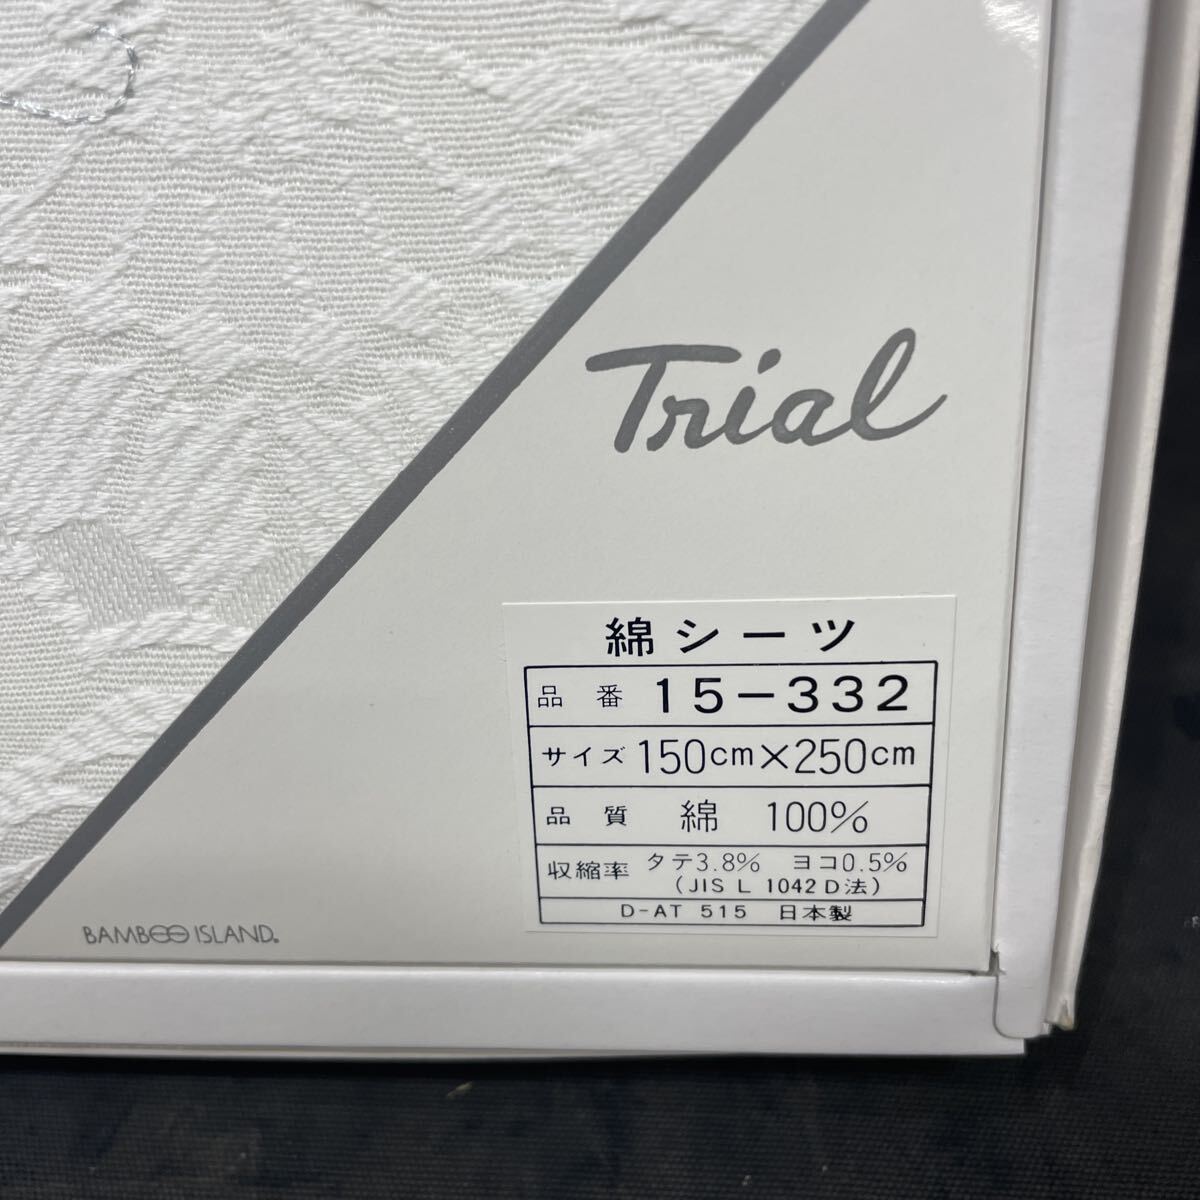 Trial
綿シーツ
品番 15-332
サイズ 150cm×250cm
品質 綿 100%
収縮率 タテ3.8% ヨコ0.5%
(JIS L 1042 D法)
D-AT 515 日本製
BAMBOO ISLAND.